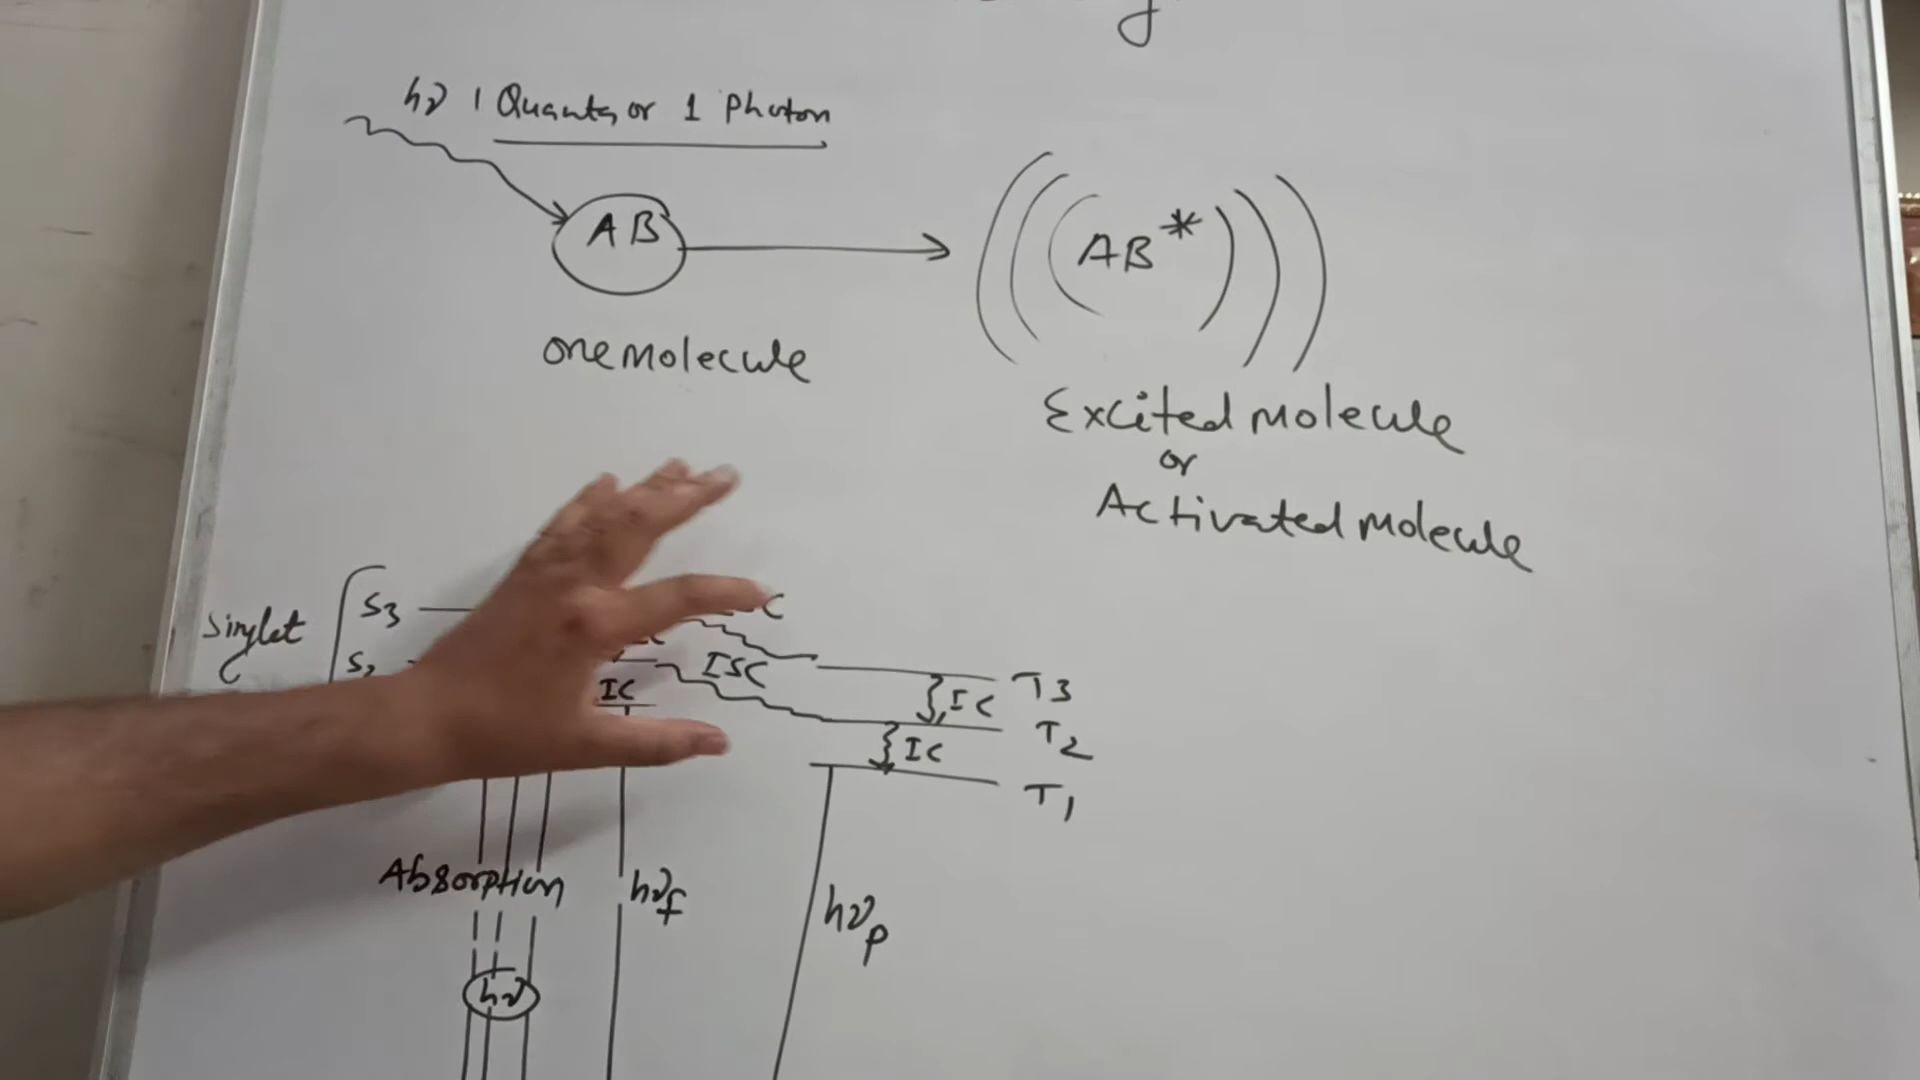 hν 1 Quanta or 1 Photon
AB
AB*
one molecule
Excited molecule
or
Activated molecule
Singlet
S3
S2
ISC
IC
IC
T3
T2
IC
T1
Absorption
hνf
hνp
hν